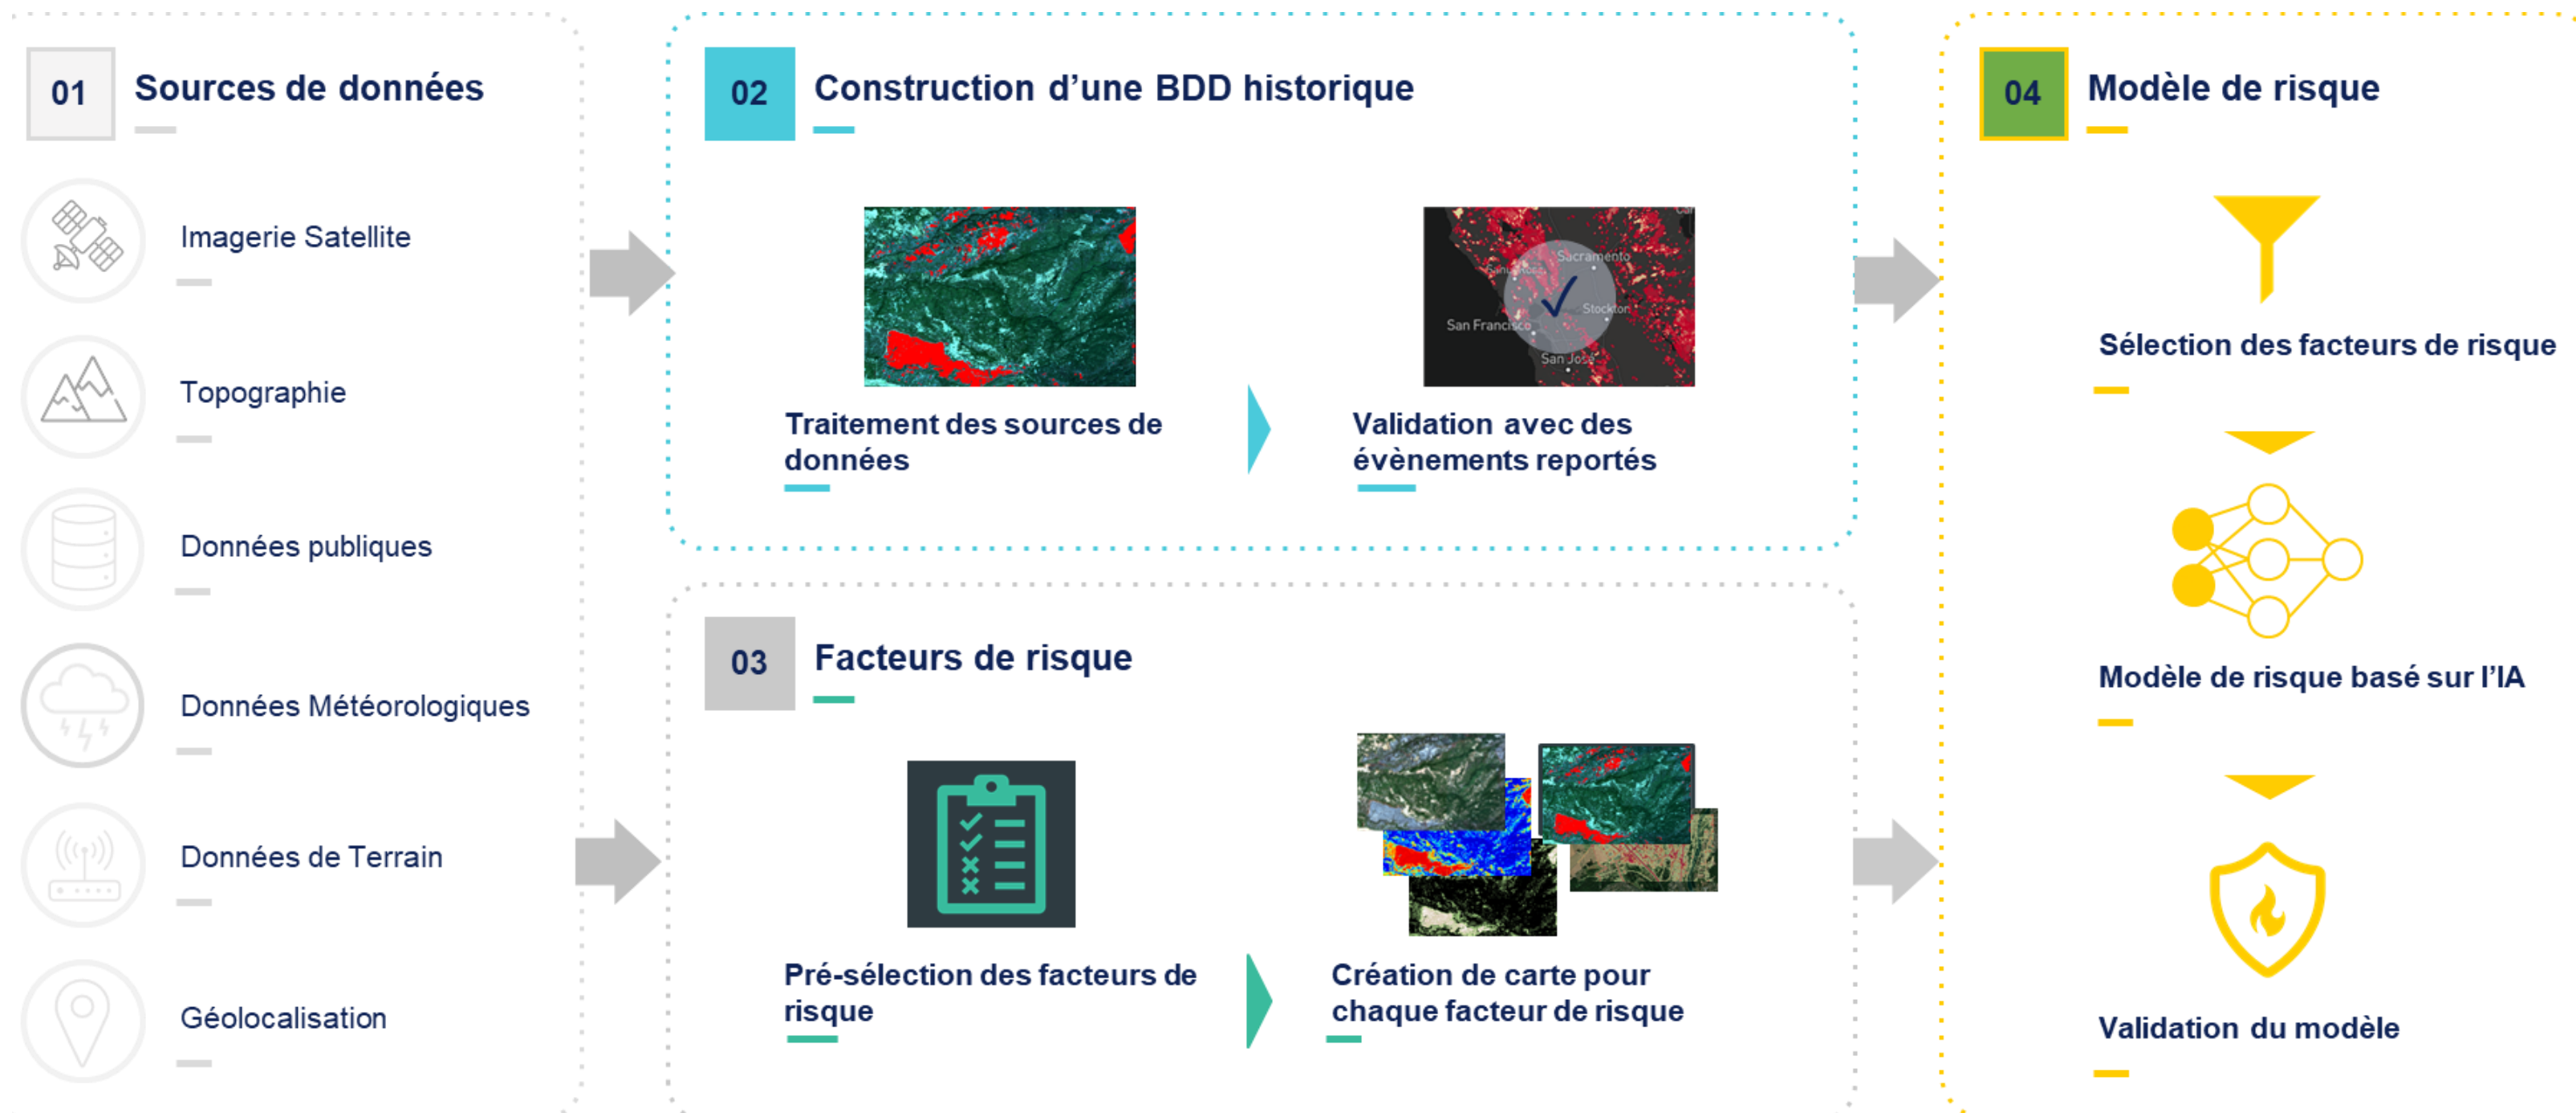 01
Sources de données
Imagerie Satellite
Topographie
Données publiques
Données Météorologiques
Données de Terrain
Géolocalisation
02
Construction d’une BDD historique
Sacramento
Stockton
San Francisco
San José
Traitement des sources de
données
Validation avec des
évènements reportés
03
Facteurs de risque
Pré-sélection des facteurs de
risque
Création de carte pour
chaque facteur de risque
04
Modèle de risque
Sélection des facteurs de risque
Modèle de risque basé sur l’IA
Validation du modèle